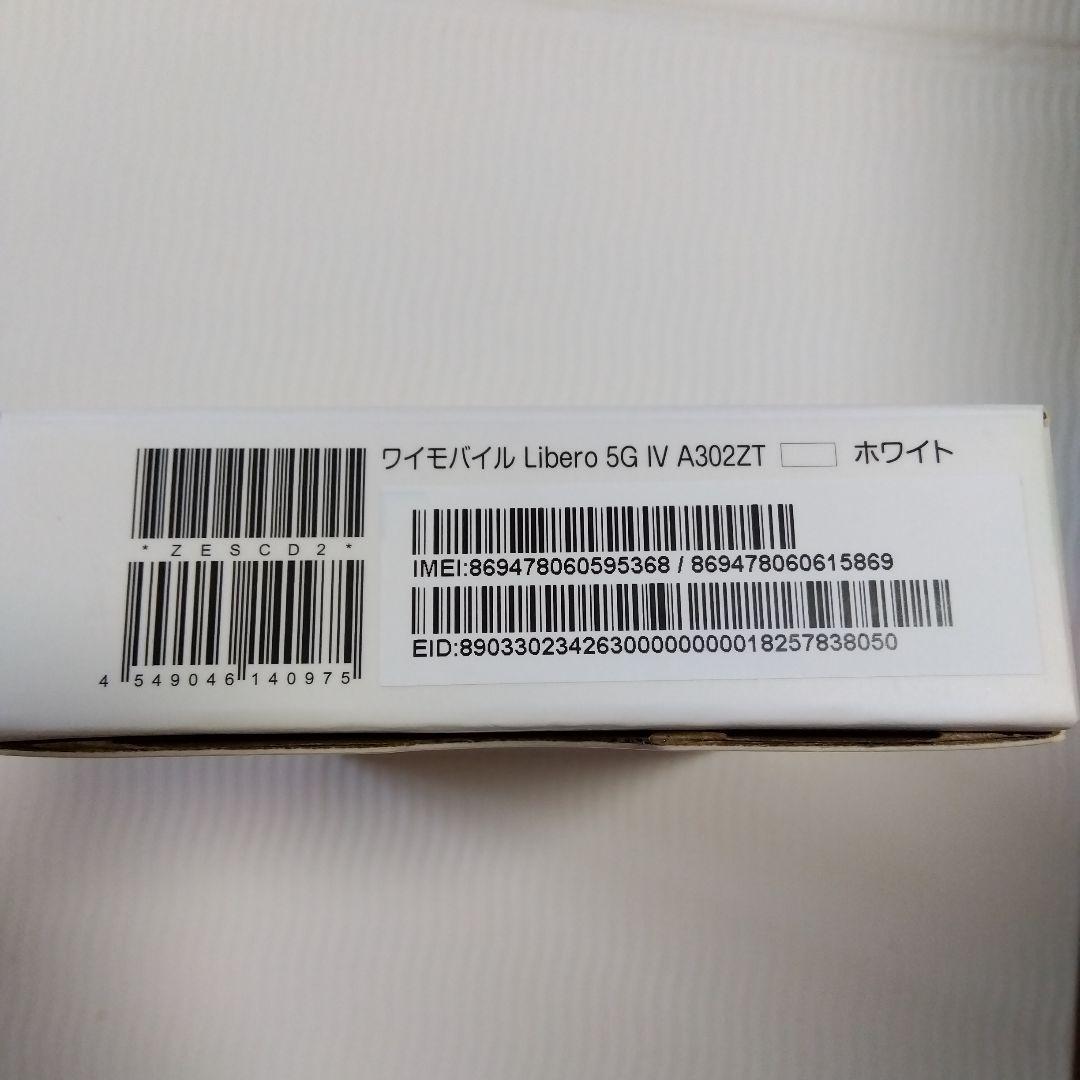 ワイモバイル Libero 5G IV A302ZT ホワイト
*ZESCD2*
4 549046 140975
IMEI:869478060595368 / 869478060615869
EID:89033023426300000000018257838050